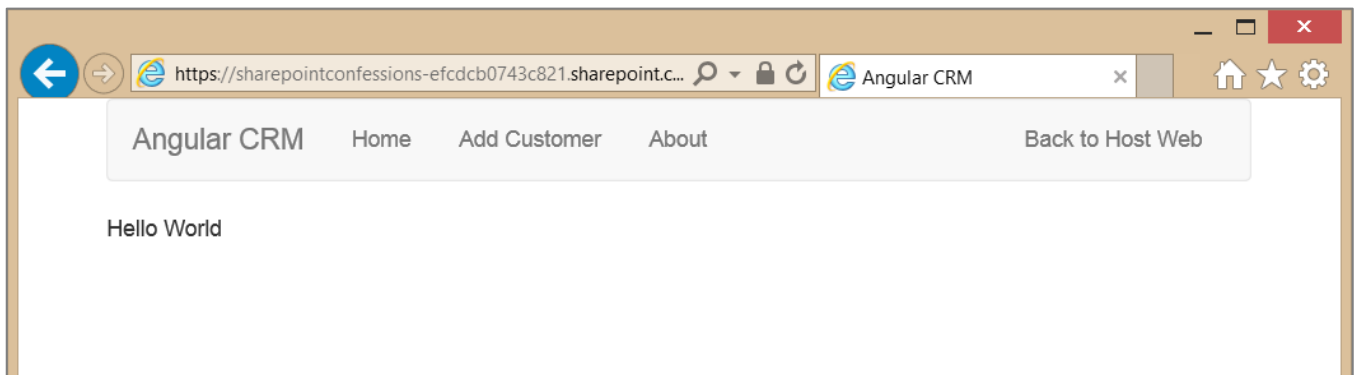 https://sharepointconfessions-efcdcb0743c821.sharepoint.c...
Angular CRM
Angular CRM Home Add Customer About Back to Host Web
Hello World